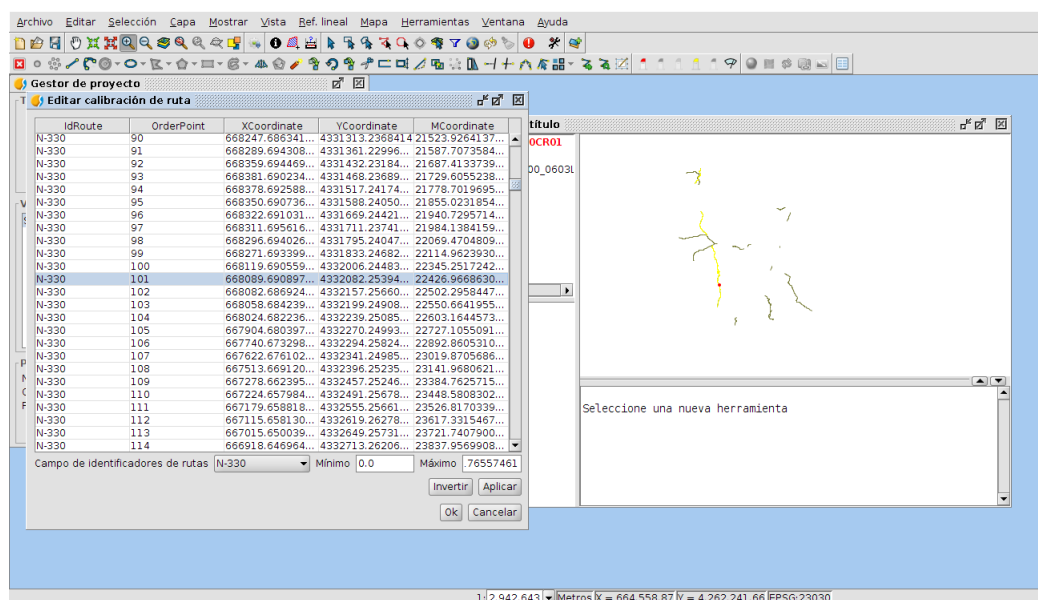 Archivo Editar Selección Capa Mostrar Vista Ref. lineal Mapa Herramientas Ventana Ayuda
Gestor de proyecto
Editar calibración de ruta
título
IdRoute OrderPoint XCoordinate YCoordinate MCoordinate
0CR01
N-330 90 668247.686341... 4331313.2368414 21523.9264137...
N-330 91 668289.694308... 4331361.22996... 21587.7073584...
N-330 92 668359.694469... 4331432.23184... 21687.4133739...
00_0603L
N-330 93 668381.690234... 4331468.23689... 21729.6055238...
N-330 94 668378.692588... 4331517.24174... 21778.7019695...
N-330 95 668350.690736... 4331588.24050... 21855.0231854...
N-330 96 668322.691031... 4331669.24421... 21940.7295714...
N-330 97 668311.695616... 4331711.23741... 21984.1384159...
N-330 98 668296.694026... 4331795.24047... 22069.4704809...
N-330 99 668271.693399... 4331833.24682... 22114.9623930...
N-330 100 668119.690559... 4332006.24483... 22345.2517242...
N-330 101 668089.690897... 4332082.25394... 22426.9668630...
N-330 102 668082.686924... 4332157.25660... 22502.2958447...
N-330 103 668058.684239... 4332199.24908... 22550.6641955...
N-330 104 668024.682236... 4332239.25085... 22603.1644573...
N-330 105 667904.680397... 4332270.24993... 22727.1055091...
N-330 106 667740.673298... 4332294.25824... 22892.8605310...
N-330 107 667622.676102... 4332341.24985... 23019.8705686...
N-330 108 667513.669120... 4332396.25235... 23141.9680621...
N-330 109 667278.662395... 4332457.25246... 23384.7625715...
N-330 110 667224.657984... 4332491.25678... 23448.5808302...
N-330 111 667179.658818... 4332555.25661... 23526.8170339...
N-330 112 667115.658130... 4332619.26278... 23617.3315467...
N-330 113 667015.650039... 4332649.25731... 23721.7407900...
N-330 114 666918.646964... 4332713.26206... 23837.9569908...
Seleccione una nueva herramienta
Campo de identificadores de rutas N-330 Mínimo 0.0 Máximo .76557461
Invertir Aplicar
Ok Cancelar
1: 2.942.643 Metros X = 664.558,87 Y = 4.262.241,66 EPSG:23030